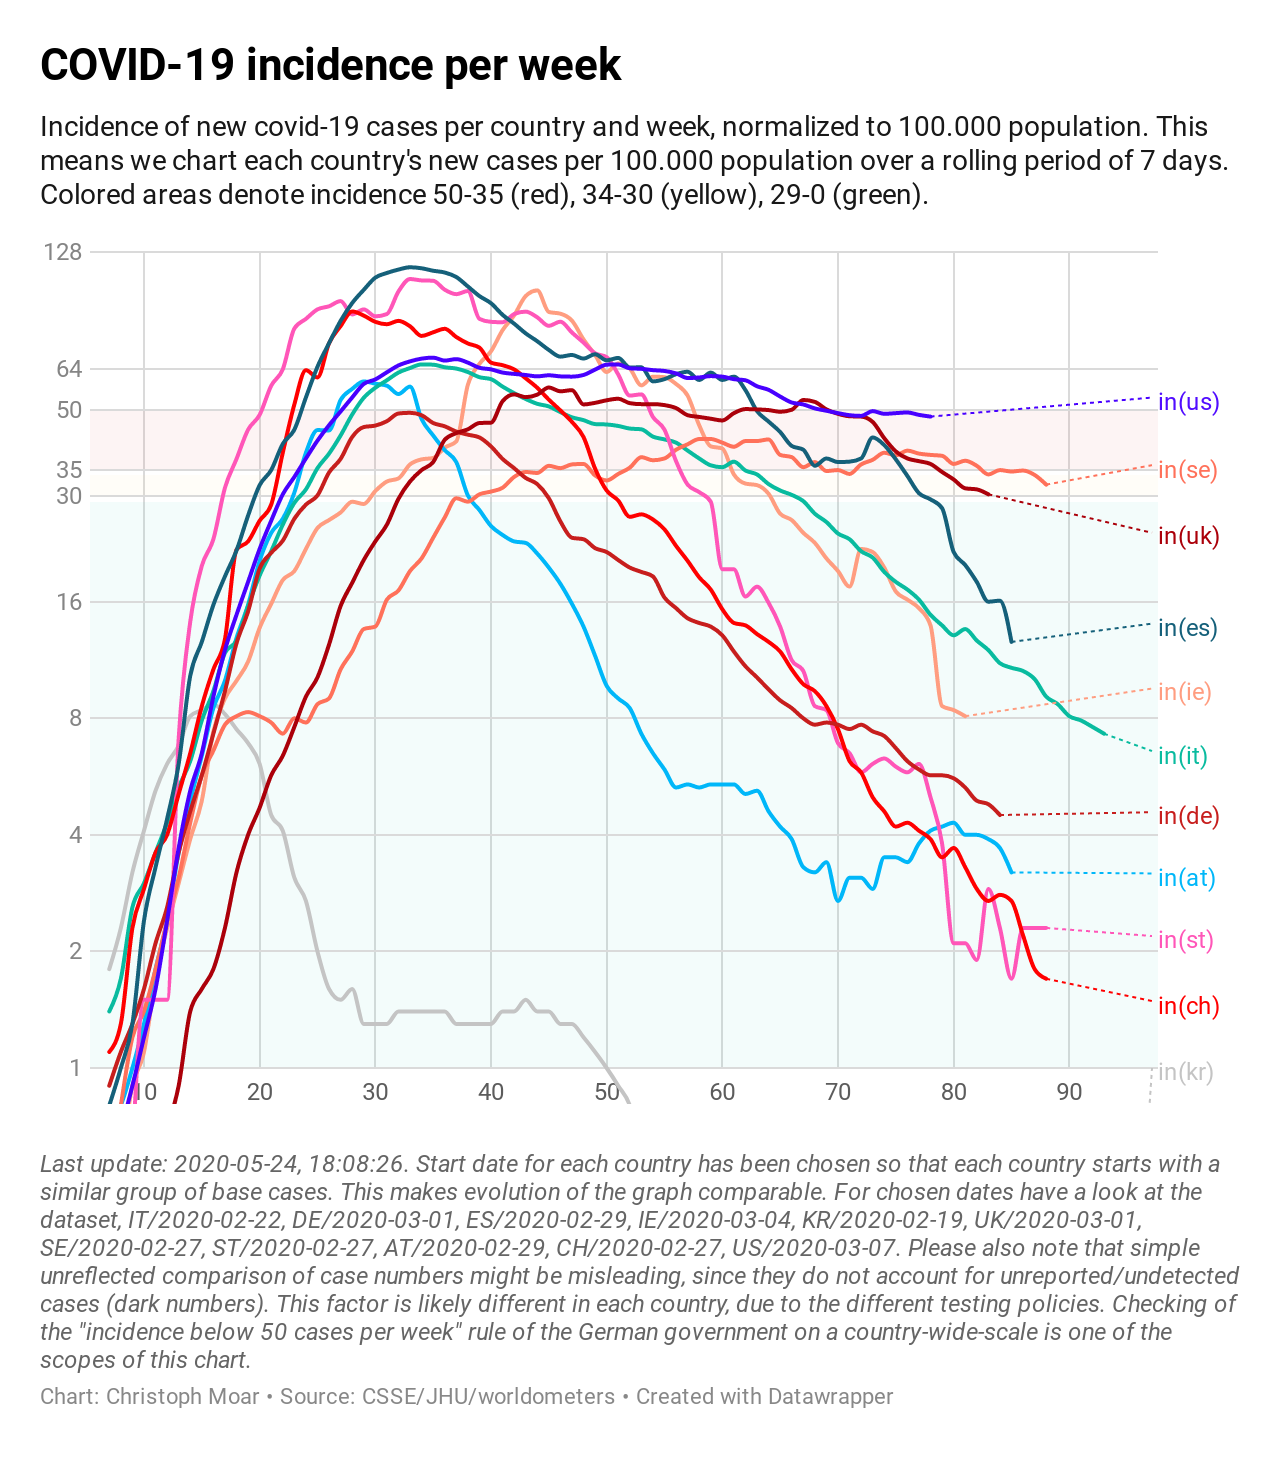 COVID-19 incidence per week
Incidence of new covid-19 cases per country and week, normalized to 100.000 population. This
means we chart each country's new cases per 100.000 population over a rolling period of 7 days.
Colored areas denote incidence 50-35 (red), 34-30 (yellow), 29-0 (green).
128
64
50
35
30
16
8
4
2
1
in(us)
in(se)
in(uk)
in(es)
in(ie)
in(it)
in(de)
in(at)
in(st)
in(ch)
in(kr)
10 20 30 40 50 60 70 80 90
Last update: 2020-05-24, 18:08:26. Start date for each country has been chosen so that each country starts with a
similar group of base cases. This makes evolution of the graph comparable. For chosen dates have a look at the
dataset, IT/2020-02-22, DE/2020-03-01, ES/2020-02-29, IE/2020-03-04, KR/2020-02-19, UK/2020-03-01,
SE/2020-02-27, ST/2020-02-27, AT/2020-02-29, CH/2020-02-27, US/2020-03-07. Please also note that simple
unreflected comparison of case numbers might be misleading, since they do not account for unreported/undetected
cases (dark numbers). This factor is likely different in each country, due to the different testing policies. Checking of
the "incidence below 50 cases per week" rule of the German government on a country-wide-scale is one of the
scopes of this chart.
Chart: Christoph Moar • Source: CSSE/JHU/worldometers • Created with Datawrapper